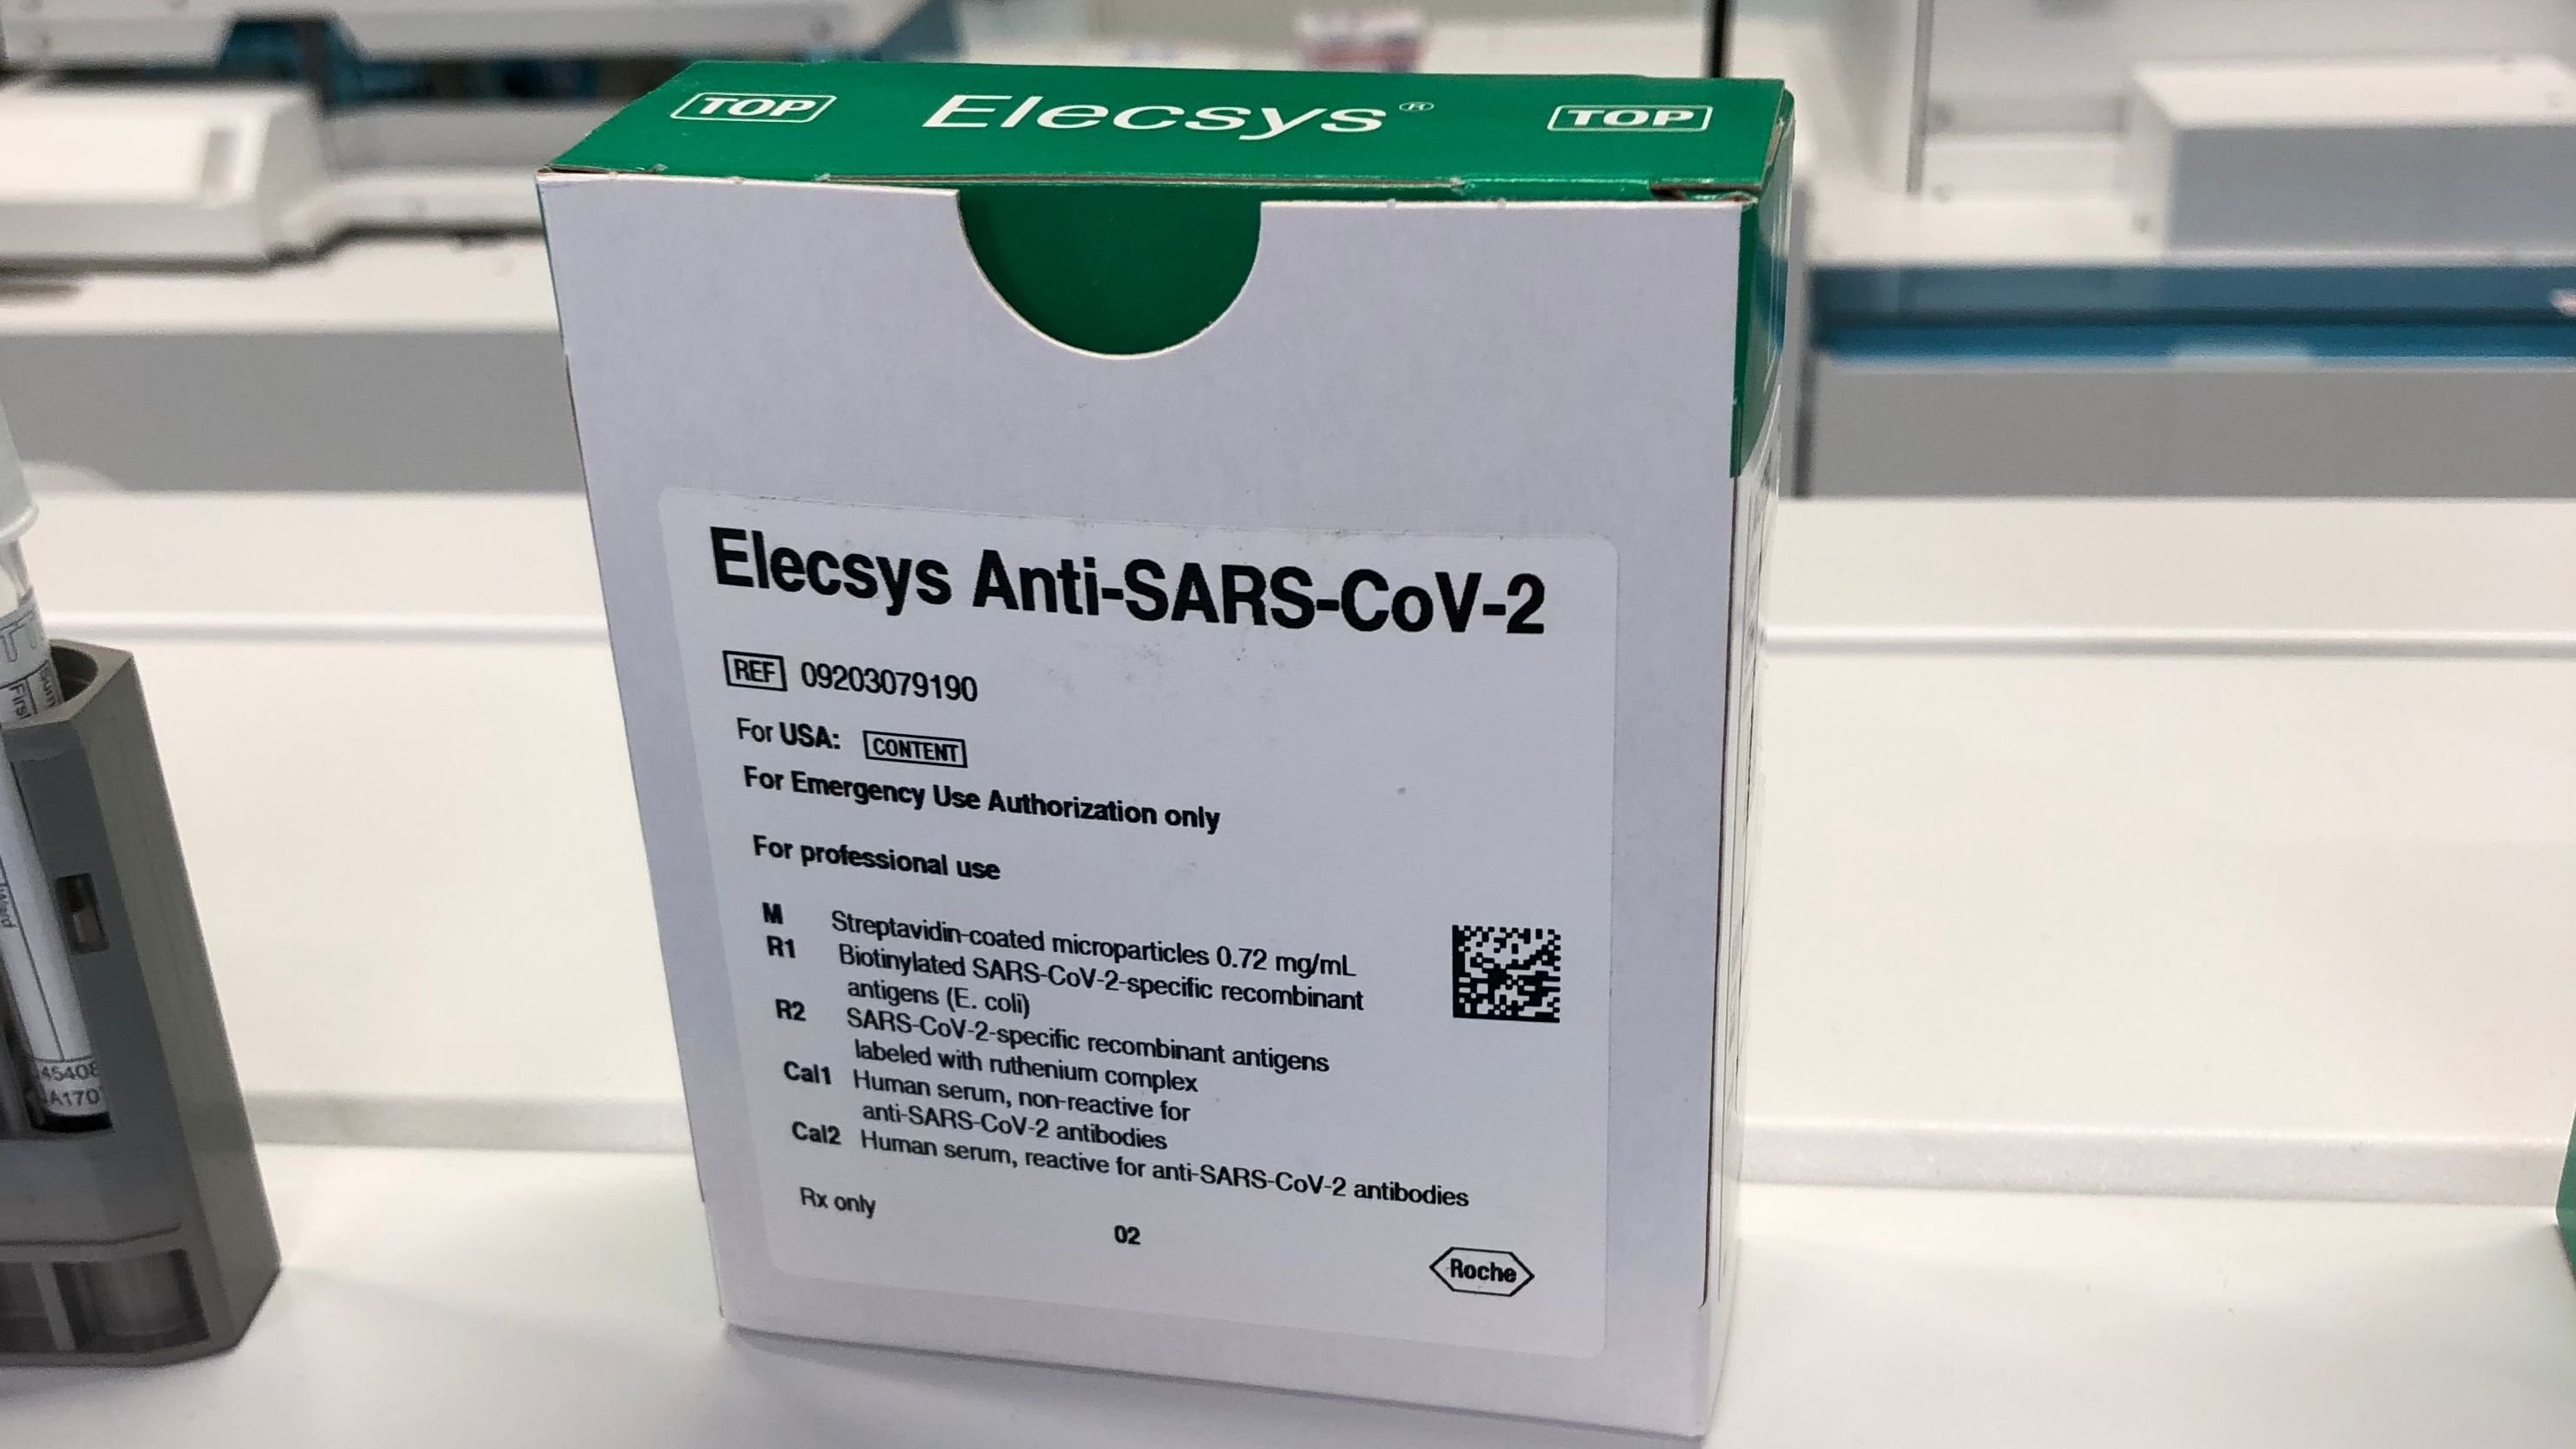 TOP Elecsys® TOP
Elecsys Anti-SARS-CoV-2
REF 09203079190
For USA: CONTENT
For Emergency Use Authorization only
For professional use
M Streptavidin-coated microparticles 0.72 mg/mL
R1 Biotinylated SARS-CoV-2-specific recombinant
antigens (E. coli)
R2 SARS-CoV-2-specific recombinant antigens
labeled with ruthenium complex
Cal1 Human serum, non-reactive for
anti-SARS-CoV-2 antibodies
Cal2 Human serum, reactive for anti-SARS-CoV-2 antibodies
Rx only
02
Roche
First
45408
A170